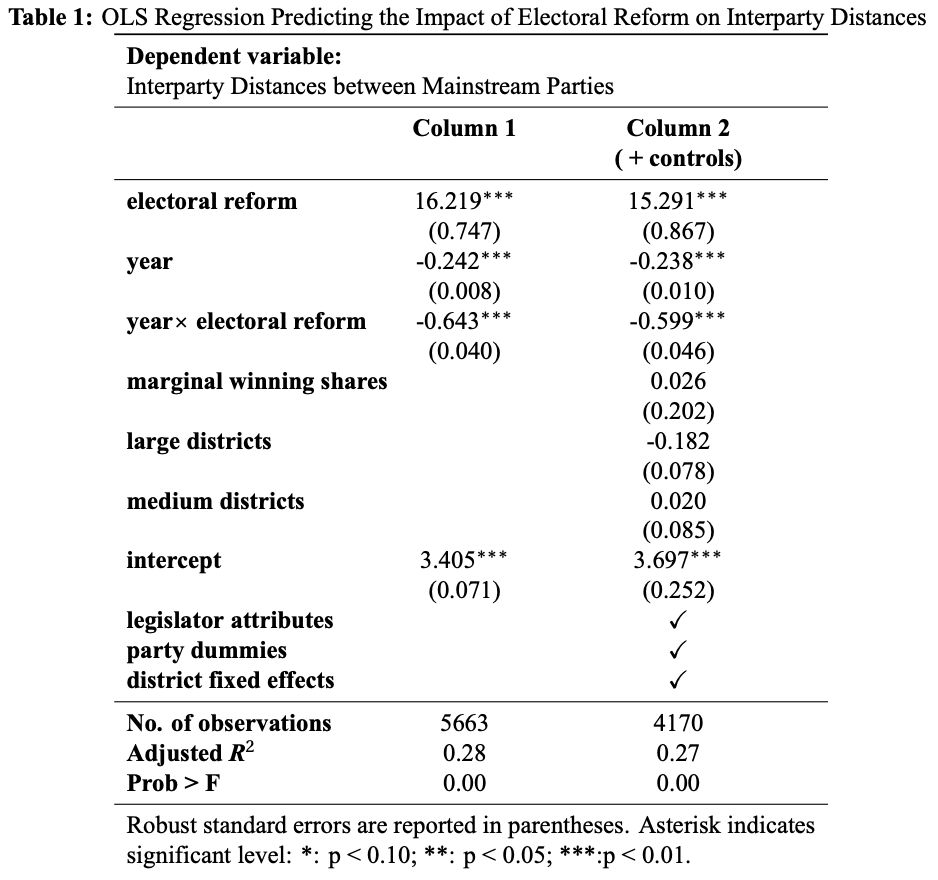 Table 1: OLS Regression Predicting the Impact of Electoral Reform on Interparty Distances
Dependent variable:
Interparty Distances between Mainstream Parties
Column 1 Column 2
( + controls)
electoral reform 16.219*** 15.291***
(0.747) (0.867)
year -0.242*** -0.238***
(0.008) (0.010)
year× electoral reform -0.643*** -0.599***
(0.040) (0.046)
marginal winning shares 0.026
(0.202)
large districts -0.182
(0.078)
medium districts 0.020
(0.085)
intercept 3.405*** 3.697***
(0.071) (0.252)
legislator attributes ✓
party dummies ✓
district fixed effects ✓
No. of observations 5663 4170
Adjusted R² 0.28 0.27
Prob > F 0.00 0.00
Robust standard errors are reported in parentheses. Asterisk indicates
significant level: *: p < 0.10; **: p < 0.05; ***:p < 0.01.